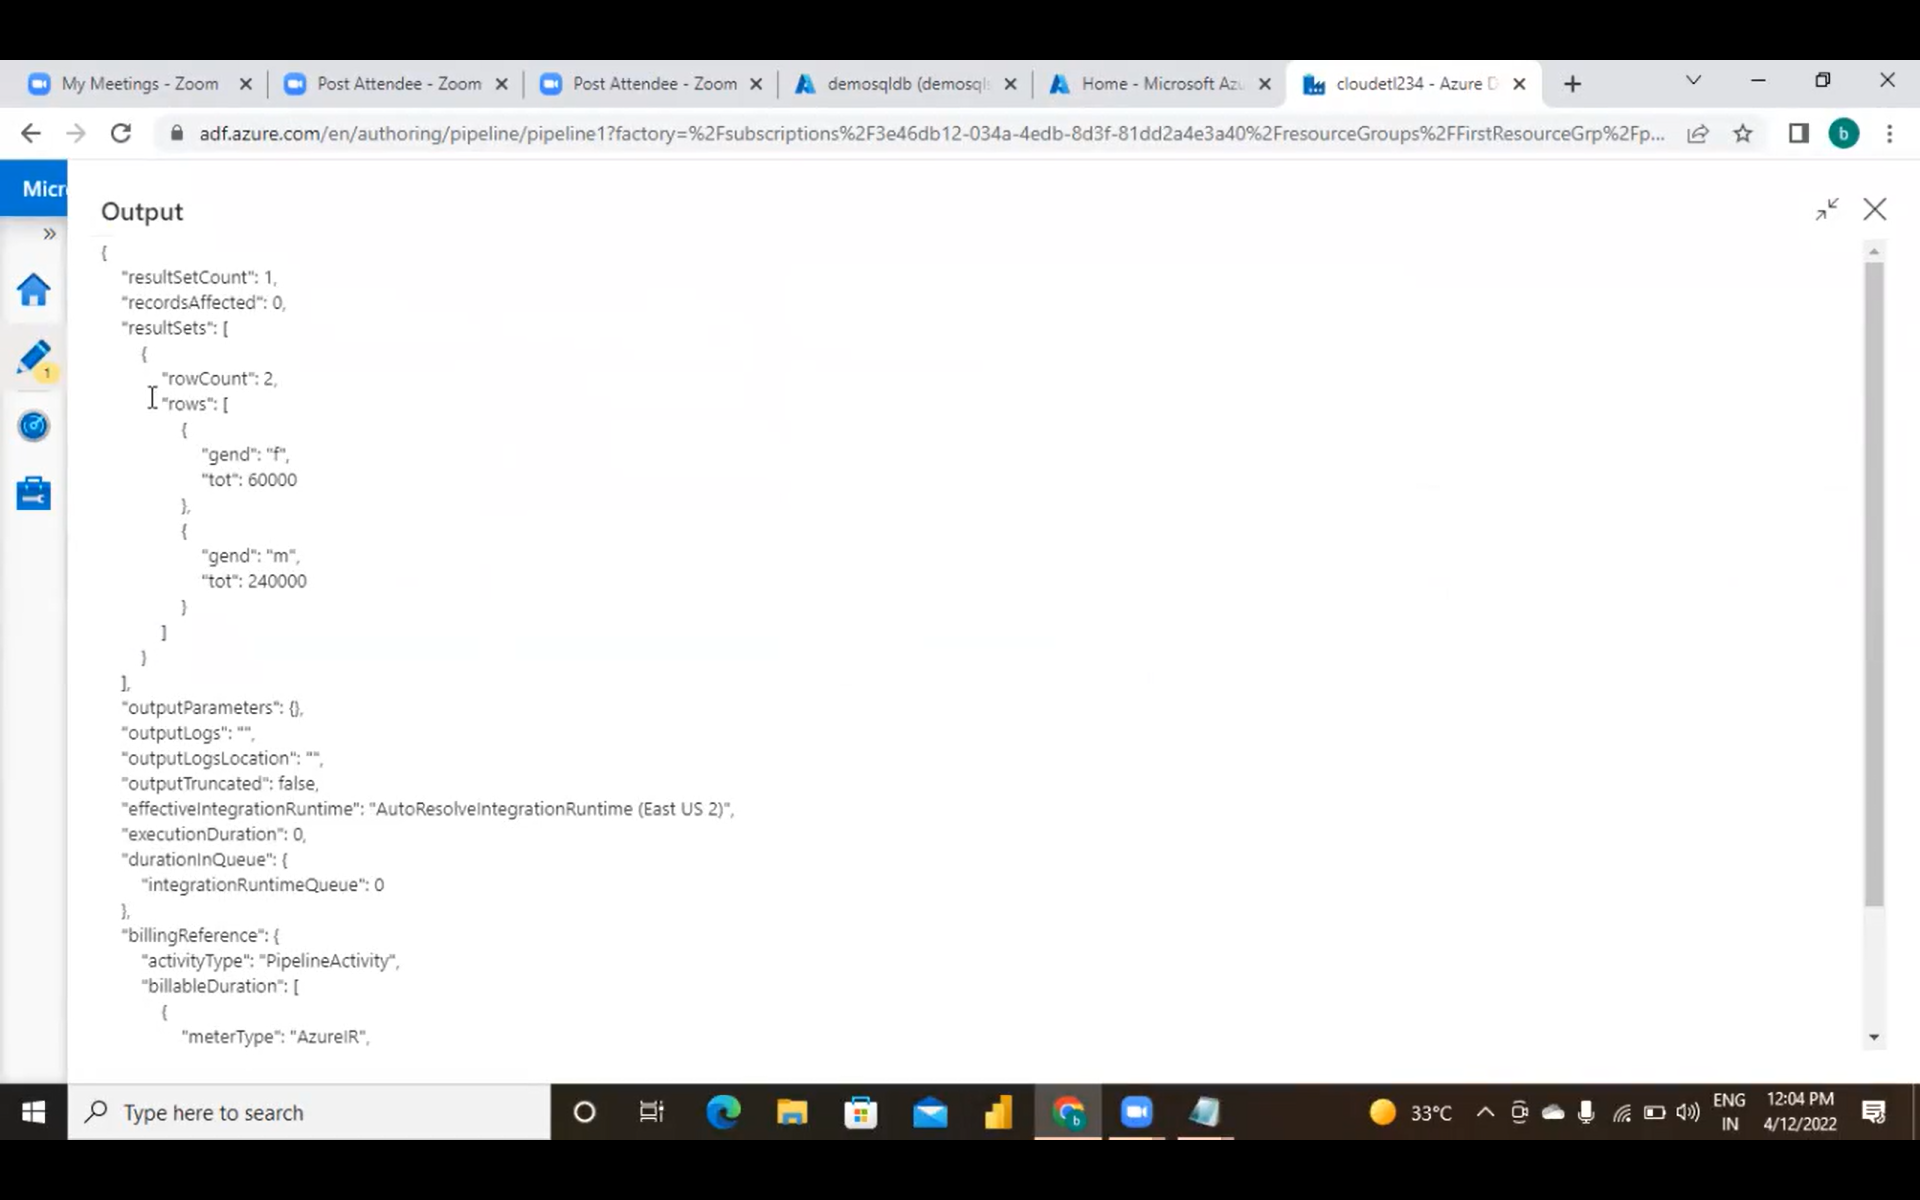 My Meetings - Zoom
Post Attendee - Zoom
Post Attendee - Zoom
demosqldb (demosql
Home - Microsoft Azu
cloudetl234 - Azure D
adf.azure.com/en/authoring/pipeline/pipeline1?factory=%2Fsubscriptions%2F3e46db12-034a-4edb-8d3f-81dd2a4e3a40%2FresourceGroups%2FFirstResourceGrp%2Fp...
b
Micr
Output
{
"resultSetCount": 1,
"recordsAffected": 0,
"resultSets": [
{
"rowCount": 2,
"rows": [
{
"gend": "f",
"tot": 60000
},
{
"gend": "m",
"tot": 240000
}
]
}
],
"outputParameters": {},
"outputLogs": "",
"outputLogsLocation": "",
"outputTruncated": false,
"effectiveIntegrationRuntime": "AutoResolveIntegrationRuntime (East US 2)",
"executionDuration": 0,
"durationInQueue": {
"integrationRuntimeQueue": 0
},
"billingReference": {
"activityType": "PipelineActivity",
"billableDuration": [
{
"meterType": "AzureIR",
1
Type here to search
33°C
ENG
IN
12:04 PM
4/12/2022